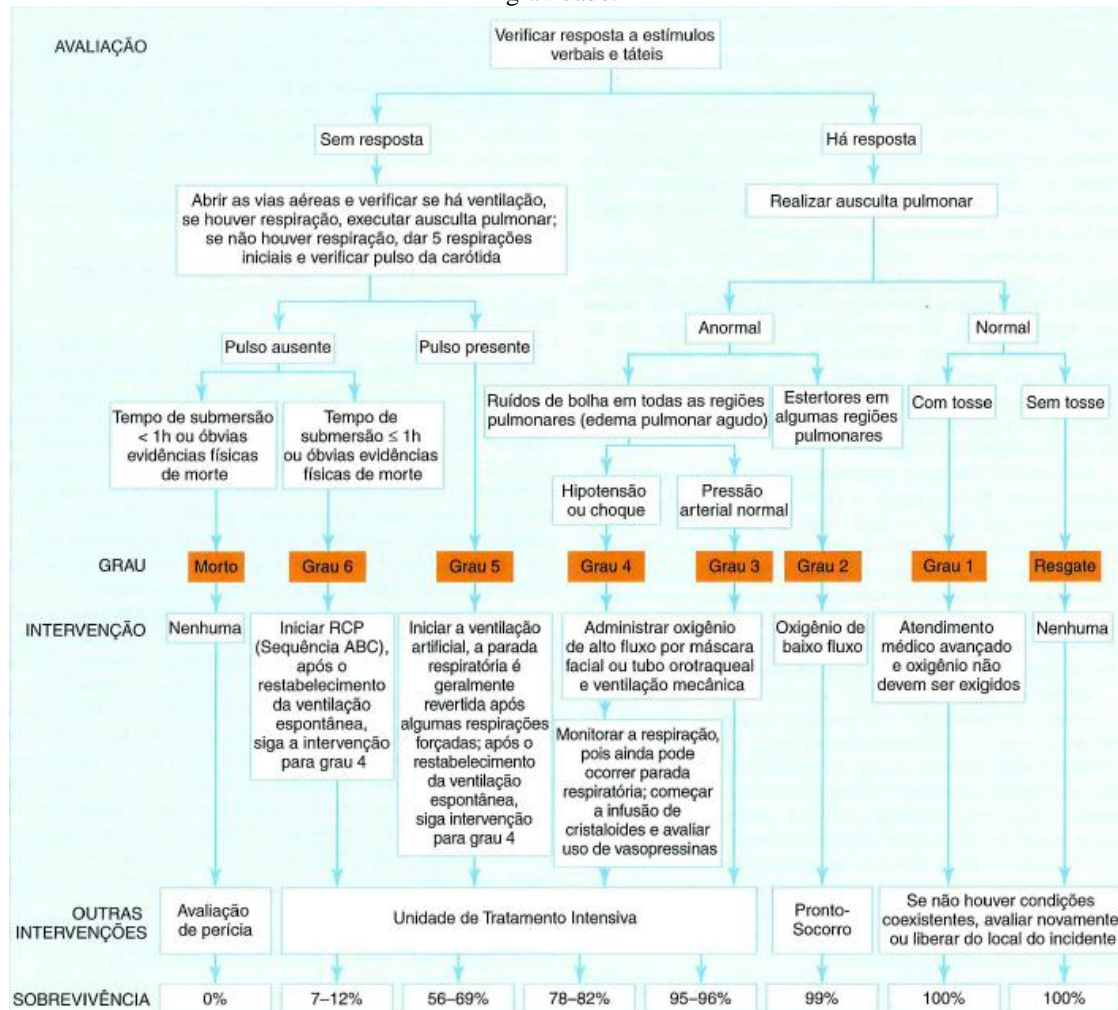 AVALIAÇÃO
Verificar resposta a estímulos
verbais e táteis
Sem resposta
Há resposta
Abrir as vias aéreas e verificar se há ventilação,
se houver respiração, executar ausculta pulmonar;
se não houver respiração, dar 5 respirações
iniciais e verificar pulso da carótida
Realizar ausculta pulmonar
Pulso ausente
Pulso presente
Anormal
Normal
Tempo de submersão
< 1h ou óbvias
evidências físicas
de morte
Tempo de
submersão ≤ 1h
ou óbvias evidências
físicas de morte
Ruídos de bolha em todas as regiões
pulmonares (edema pulmonar agudo)
Estertores em
algumas regiões
pulmonares
Com tosse
Sem tosse
Hipotensão
ou choque
Pressão
arterial normal
GRAU
Morto
Grau 6
Grau 5
Grau 4
Grau 3
Grau 2
Grau 1
Resgate
INTERVENÇÃO
Nenhuma
Iniciar RCP
(Sequência ABC),
após o
restabelecimento
da ventilação
espontânea,
siga a intervenção
para grau 4
Iniciar a ventilação
artificial, a parada
respiratória é
geralmente
revertida após
algumas respirações
forçadas; após o
restabelecimento
da ventilação
espontânea,
siga intervenção
para grau 4
Administrar oxigênio
de alto fluxo por máscara
facial ou tubo orotraqueal
e ventilação mecânica
Monitorar a respiração,
pois ainda pode
ocorrer parada
respiratória; começar
a infusão de
cristaloides e avaliar
uso de vasopressinas
Oxigênio de
baixo fluxo
Atendimento
médico avançado
e oxigênio não
devem ser exigidos
Nenhuma
OUTRAS
INTERVENÇÕES
Avaliação
de perícia
Unidade de Tratamento Intensiva
Pronto-
Socorro
Se não houver condições
coexistentes, avaliar novamente
ou liberar do local do incidente
SOBREVIVÊNCIA
0%
7–12%
56–69%
78–82%
95–96%
99%
100%
100%